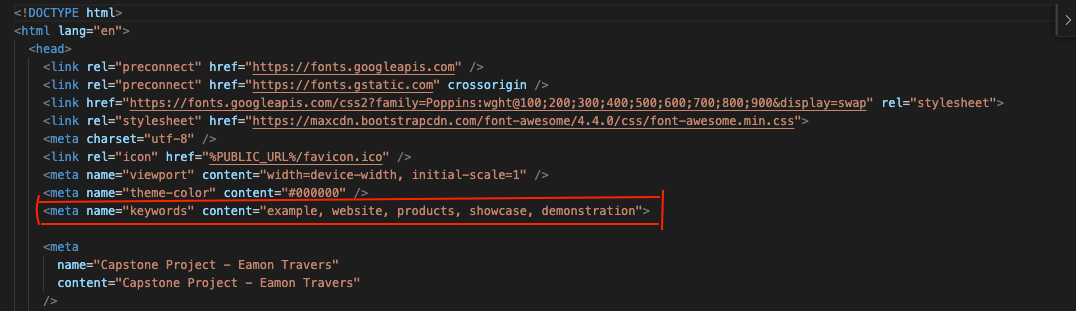 <!DOCTYPE html>
<html lang="en">
<head>
<link rel="preconnect" href="https://fonts.googleapis.com" />
<link rel="preconnect" href="https://fonts.gstatic.com" crossorigin />
<link href="https://fonts.googleapis.com/css2?family=Poppins:wght@100;200;300;400;500;600;700;800;900&display=swap" rel="stylesheet">
<link rel="stylesheet" href="https://maxcdn.bootstrapcdn.com/font-awesome/4.4.0/css/font-awesome.min.css">
<meta charset="utf-8" />
<link rel="icon" href="%PUBLIC_URL%/favicon.ico" />
<meta name="viewport" content="width=device-width, initial-scale=1" />
<meta name="theme-color" content="#000000" />
<meta name="keywords" content="example, website, products, showcase, demonstration">
<meta
name="Capstone Project – Eamon Travers"
content="Capstone Project – Eamon Travers"
/>